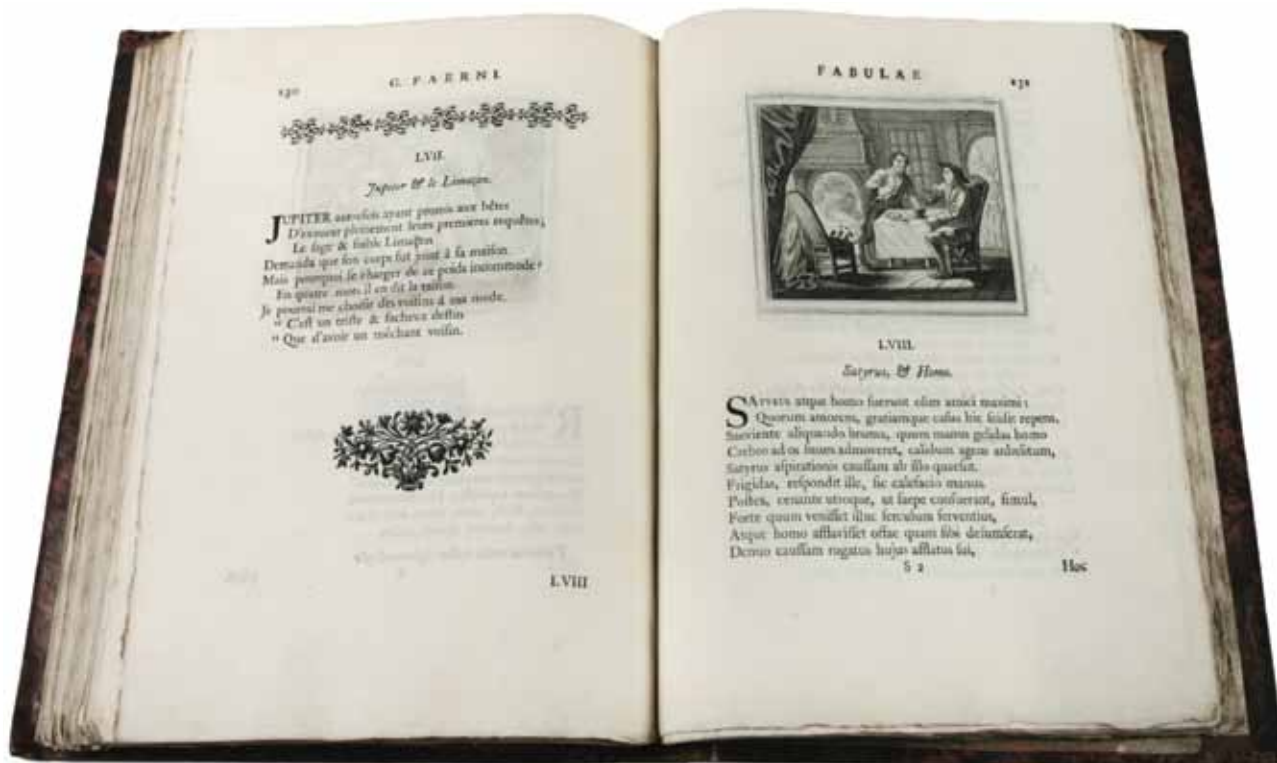 130
G. FAERNI
LVII.
Jupiter & le Limaçon.
JUPITER autrefois ayant promis aux bêtes
D'exaucer pleinement leurs premieres requêtes;
Le sage & foible Limaçon
Demanda que son corps fut joint à sa maison
Mais pourquoi se charger de ce poids incommode?
En quatre mots il en dit la raison.
Je pourrai me choisir des voisins à ma mode.
" C'est un triste & facheux destin
" Que d'avoir un méchant voisin.
LVIII
FABULAE
131
LVIII.
Satyrus, & Homo.
SATYRUS atque homo fuerunt olim amici maximi:
Quorum amorem, gratiamque casus hic scidit repens.
Saeviente aliquando bruma, quum manus gelidas homo
Crebro ad os suum admoveret, calidum agens anhelitum,
Satyrus aspirationis caussam ab illo quaesiit.
Frigidas, respondit ille, sic calefacio manus.
Postea, cenante utroque, ut saepe consuerant, simul,
Forte quum venisset illuc ferculum ferventius,
Atque homo afflavisset offae quam sibi desumserat,
Denuo caussam rogatus hujus afflatus sui,
S 2
Hoc